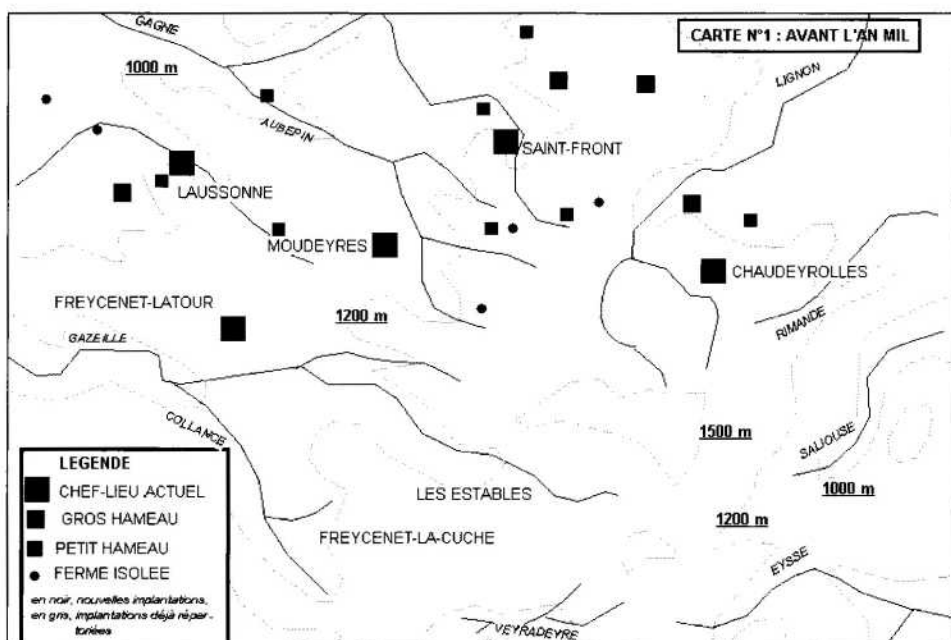 CARTE N°1 : AVANT L'AN MIL
GAGNE
1000 m
LIGNON
AUBEPIN
SAINT-FRONT
LAUSSONNE
MOUDEYRES
CHAUDEYROLLES
FREYCENET-LATOUR
1200 m
RIMANDE
GAZEILLE
COLLANCE
1500 m
SALIOUSE
1000 m
LES ESTABLES
1200 m
FREYCENET-LA-CUCHE
EYSSE
VEYRADEYRE
LEGENDE
CHEF-LIEU ACTUEL
GROS HAMEAU
PETIT HAMEAU
FERME ISOLEE
en noir, nouvelles implantations,
en gris, implantations déjà réper-
toriées